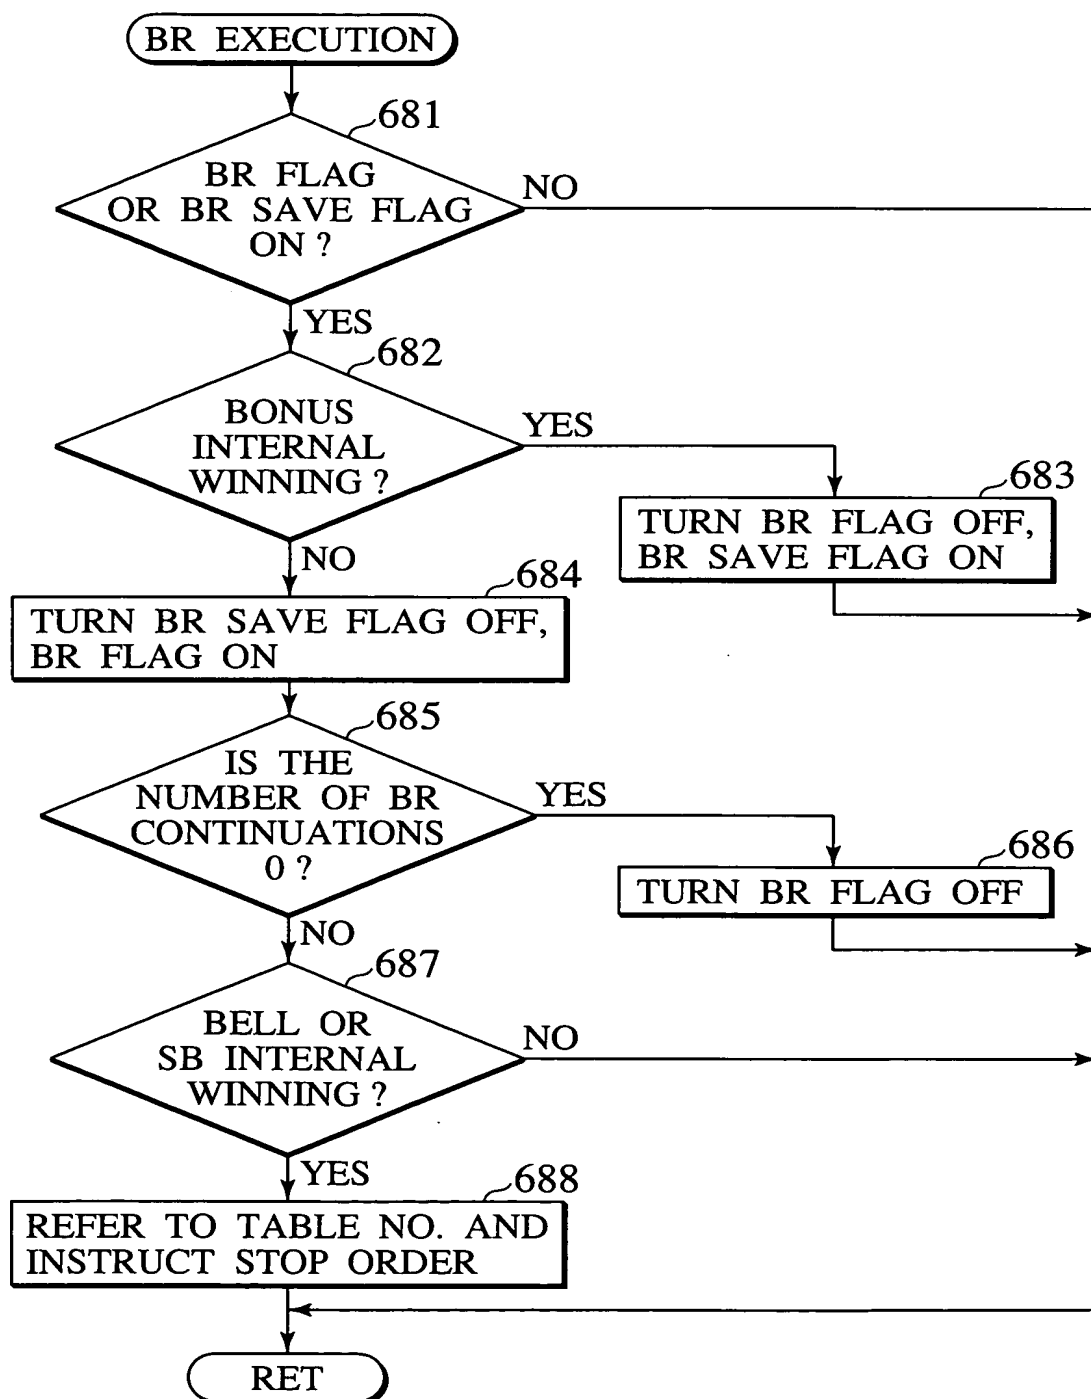 BR EXECUTION
681
BR FLAG
OR BR SAVE FLAG
ON ?
NO
YES
682
BONUS
INTERNAL
WINNING ?
YES
683
TURN BR FLAG OFF,
BR SAVE FLAG ON
NO
684
TURN BR SAVE FLAG OFF,
BR FLAG ON
685
IS THE
NUMBER OF BR
CONTINUATIONS
0 ?
YES
686
TURN BR FLAG OFF
NO
687
BELL OR
SB INTERNAL
WINNING ?
NO
YES
688
REFER TO TABLE NO. AND
INSTRUCT STOP ORDER
RET